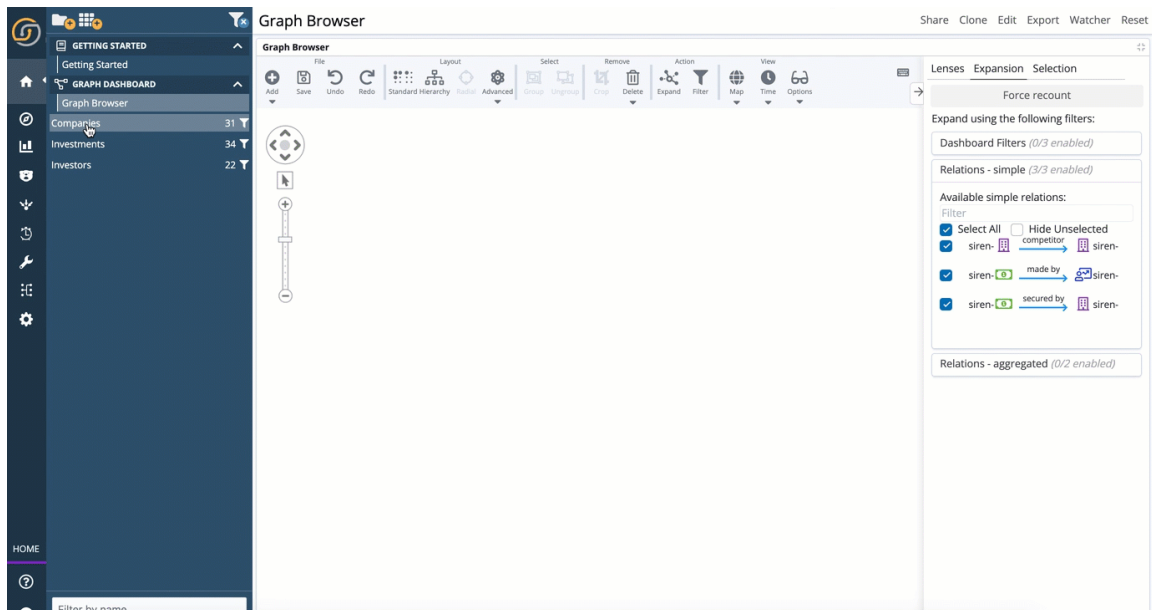 Graph Browser
Share Clone Edit Export Watcher Reset
GETTING STARTED
Getting Started
GRAPH DASHBOARD
Graph Browser
Companies 31
Investments 34
Investors 22
HOME
Filter by name
Graph Browser
File Layout Select Remove Action View
Add Save Undo Redo Standard Hierarchy Radial Advanced Group Ungroup Crop Delete Expand Filter Map Time Options
Lenses Expansion Selection
Force recount
Expand using the following filters:
Dashboard Filters (0/3 enabled)
Relations - simple (3/3 enabled)
Available simple relations:
Filter
Select All Hide Unselected
siren- competitor siren-
siren- made by siren-
siren- secured by siren-
Relations - aggregated (0/2 enabled)